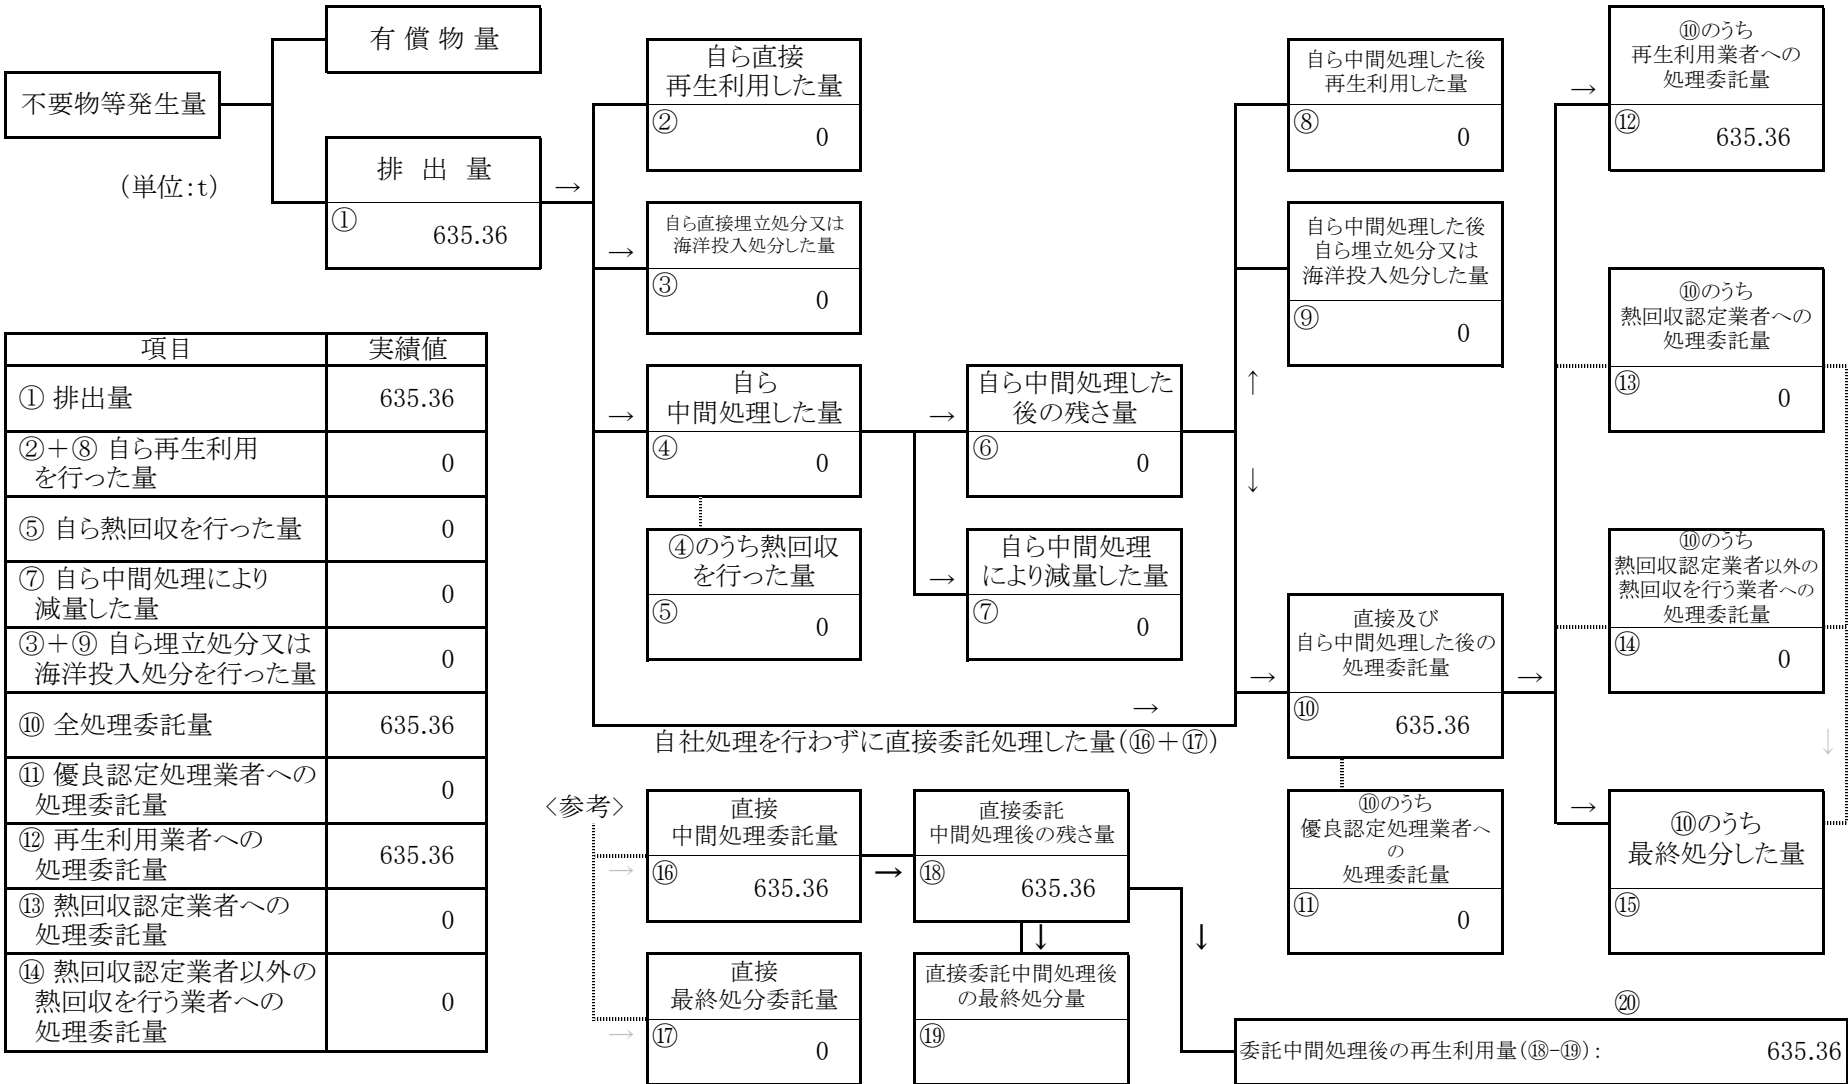 有 償 物 量
不要物等発生量
排　出　量
①
635.36
(単位:t)
→
自ら直接
再生利用した量
②
0
→
自ら直接埋立処分又は
海洋投入処分した量
③
0
→
自ら
中間処理した量
④
0
④のうち熱回収
を行った量
⑤
0
→
自ら中間処理した
後の残さ量
⑥
0
→
自ら中間処理
により減量した量
⑦
0
自ら中間処理した後
再生利用した量
⑧
0
自ら中間処理した後
自ら埋立処分又は
海洋投入処分した量
⑨
0
↑
↓
→
直接及び
自ら中間処理した後の
処理委託量
⑩
635.36
⑩のうち
優良認定処理業者へ
の
処理委託量
⑪
0
→
→
⑩のうち
再生利用業者への
処理委託量
⑫
635.36
⑩のうち
熱回収認定業者への
処理委託量
⑬
0
⑩のうち
熱回収認定業者以外の
熱回収を行う業者への
処理委託量
⑭
0
↓
→
⑩のうち
最終処分した量
⑮
→
自社処理を行わずに直接委託処理した量(⑯＋⑰)
<参考>
→
直接
中間処理委託量
⑯
635.36
→
直接
最終処分委託量
⑰
0
→
直接委託
中間処理後の残さ量
⑱
635.36
↓
直接委託中間処理後
の最終処分量
⑲
↓
⑳
委託中間処理後の再生利用量(⑱-⑲): 635.36
項目 実績値
① 排出量 635.36
②＋⑧ 自ら再生利用
を行った量 0
⑤ 自ら熱回収を行った量 0
⑦ 自ら中間処理により
減量した量 0
③＋⑨ 自ら埋立処分又は
海洋投入処分を行った量 0
⑩ 全処理委託量 635.36
⑪ 優良認定処理業者への
処理委託量 0
⑫ 再生利用業者への
処理委託量 635.36
⑬ 熱回収認定業者への
処理委託量 0
⑭ 熱回収認定業者以外の
熱回収を行う業者への
処理委託量 0